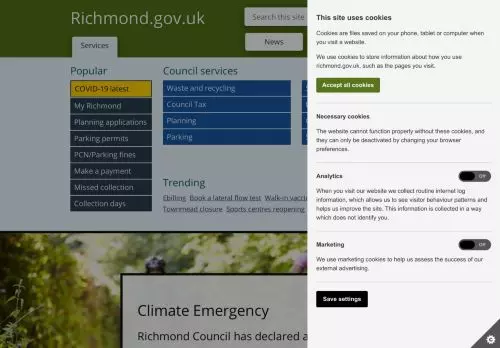 Richmond.gov.uk
Search this site
Services
News
Popular
COVID-19 latest
My Richmond
Planning applications
Parking permits
PCN/Parking fines
Make a payment
Missed collection
Collection days
Council services
Waste and recycling
Council Tax
Planning
Parking
Trending
Ebilling Book a lateral flow test Walk-in
Townmead closure Sports centres reopening
Climate Emergency
Richmond Council has declared a
This site uses cookies
Cookies are files saved on your phone, tablet or computer when
you visit a website.
We use cookies to store information about how you use
richmond.gov.uk, such as the pages you visit.
Accept all cookies
Necessary cookies
The website cannot function properly without these cookies, and
they can only be deactivated by changing your browser
preferences.
Analytics
Off
When you visit our website we collect routine internet log
information, which allows us to see visitor behaviour patterns and
helps us improve the site. This information is collected in a way
which does not identify you.
Marketing
Off
We use marketing cookies to help us assess the success of our
external advertising.
Save settings